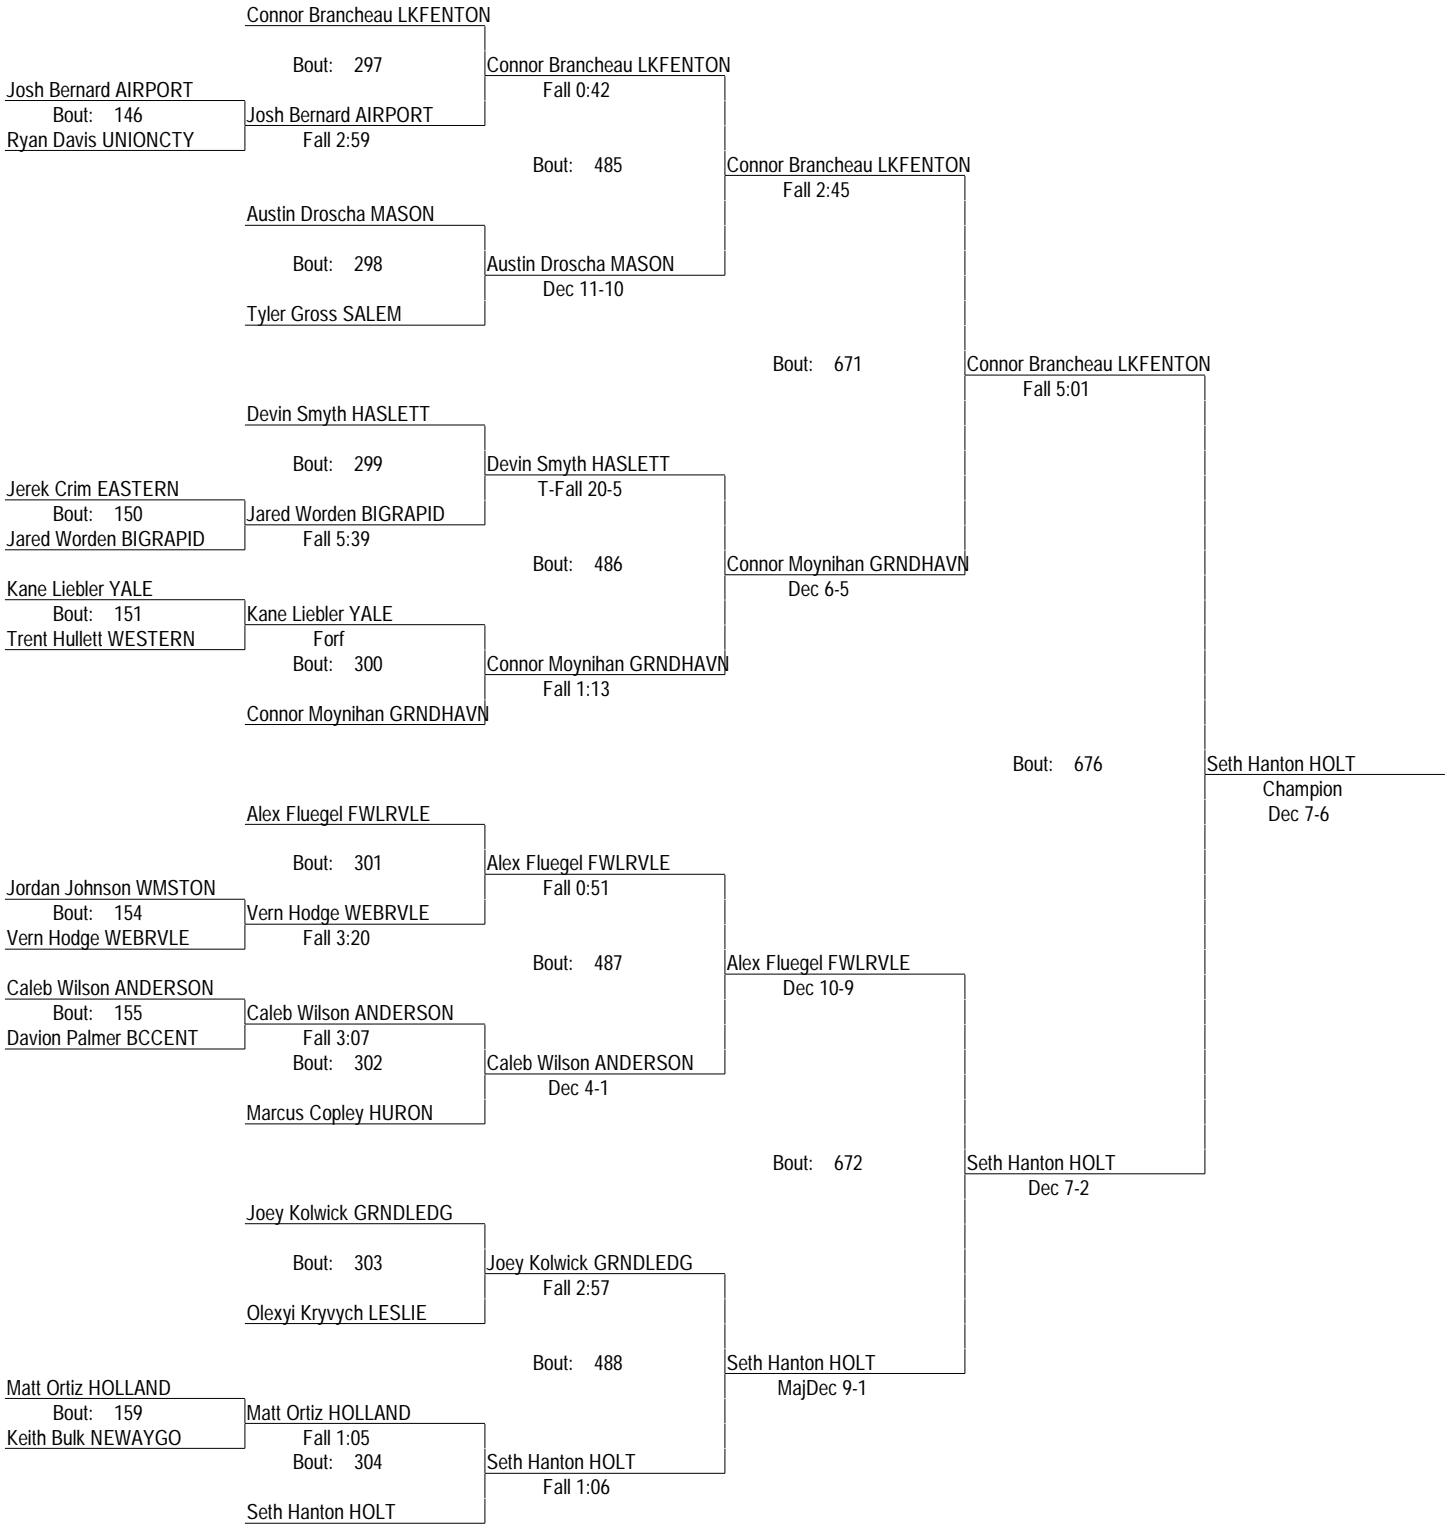 Connor Brancheau LKFENTON
Bout: 297
Connor Brancheau LKFENTON
Josh Bernard AIRPORT
Fall 0:42
Bout: 146
Josh Bernard AIRPORT
Ryan Davis UNIONCTY
Fall 2:59
Bout: 485
Connor Brancheau LKFENTON
Fall 2:45
Austin Droscha MASON
Bout: 298
Austin Droscha MASON
Dec 11-10
Tyler Gross SALEM
Bout: 671
Connor Brancheau LKFENTON
Fall 5:01
Devin Smyth HASLETT
Bout: 299
Devin Smyth HASLETT
Jerek Crim EASTERN
T-Fall 20-5
Bout: 150
Jared Worden BIGRAPID
Jared Worden BIGRAPID
Fall 5:39
Bout: 486
Connor Moynihan GRNDHAVN
Kane Liebler YALE
Dec 6-5
Bout: 151
Kane Liebler YALE
Trent Hullett WESTERN
Forf
Bout: 300
Connor Moynihan GRNDHAVN
Fall 1:13
Connor Moynihan GRNDHAVN
Bout: 676
Seth Hanton HOLT
Champion
Dec 7-6
Alex Fluegel FWLRVLE
Bout: 301
Alex Fluegel FWLRVLE
Jordan Johnson WMSTON
Fall 0:51
Bout: 154
Vern Hodge WEBRVLE
Vern Hodge WEBRVLE
Fall 3:20
Bout: 487
Alex Fluegel FWLRVLE
Caleb Wilson ANDERSON
Dec 10-9
Bout: 155
Caleb Wilson ANDERSON
Davion Palmer BCCENT
Fall 3:07
Bout: 302
Caleb Wilson ANDERSON
Dec 4-1
Marcus Copley HURON
Bout: 672
Seth Hanton HOLT
Dec 7-2
Joey Kolwick GRNDLEDG
Bout: 303
Joey Kolwick GRNDLEDG
Fall 2:57
Olexyi Kryvych LESLIE
Bout: 488
Seth Hanton HOLT
Matt Ortiz HOLLAND
MajDec 9-1
Bout: 159
Matt Ortiz HOLLAND
Keith Bulk NEWAYGO
Fall 1:05
Bout: 304
Seth Hanton HOLT
Fall 1:06
Seth Hanton HOLT